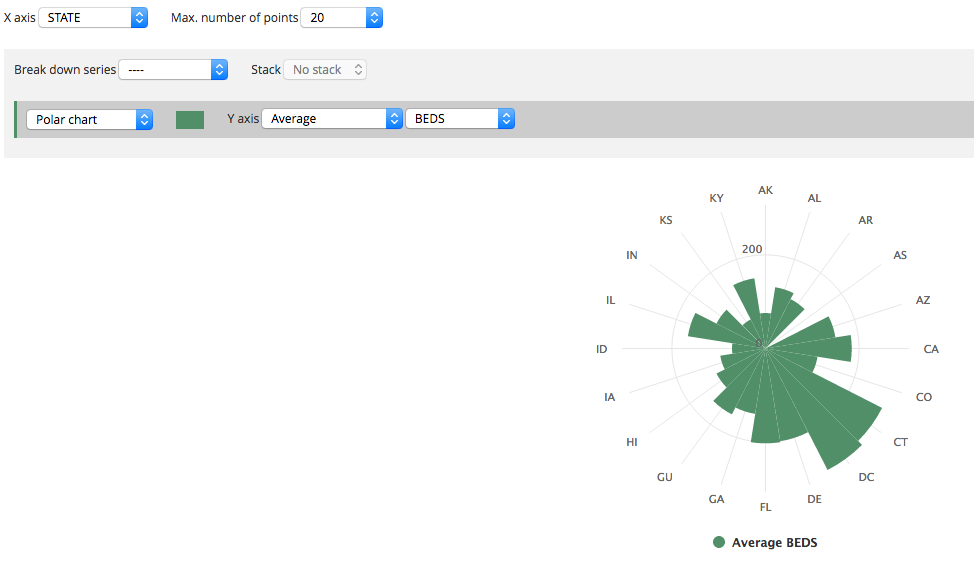 X axis STATE Max. number of points 20
Break down series ---- Stack No stack
Polar chart Y axis Average BEDS
AK
KY AL
KS AR
200
IN AS
IL AZ
0
ID CA
IA CO
HI CT
GU DC
GA DE
FL
Average BEDS